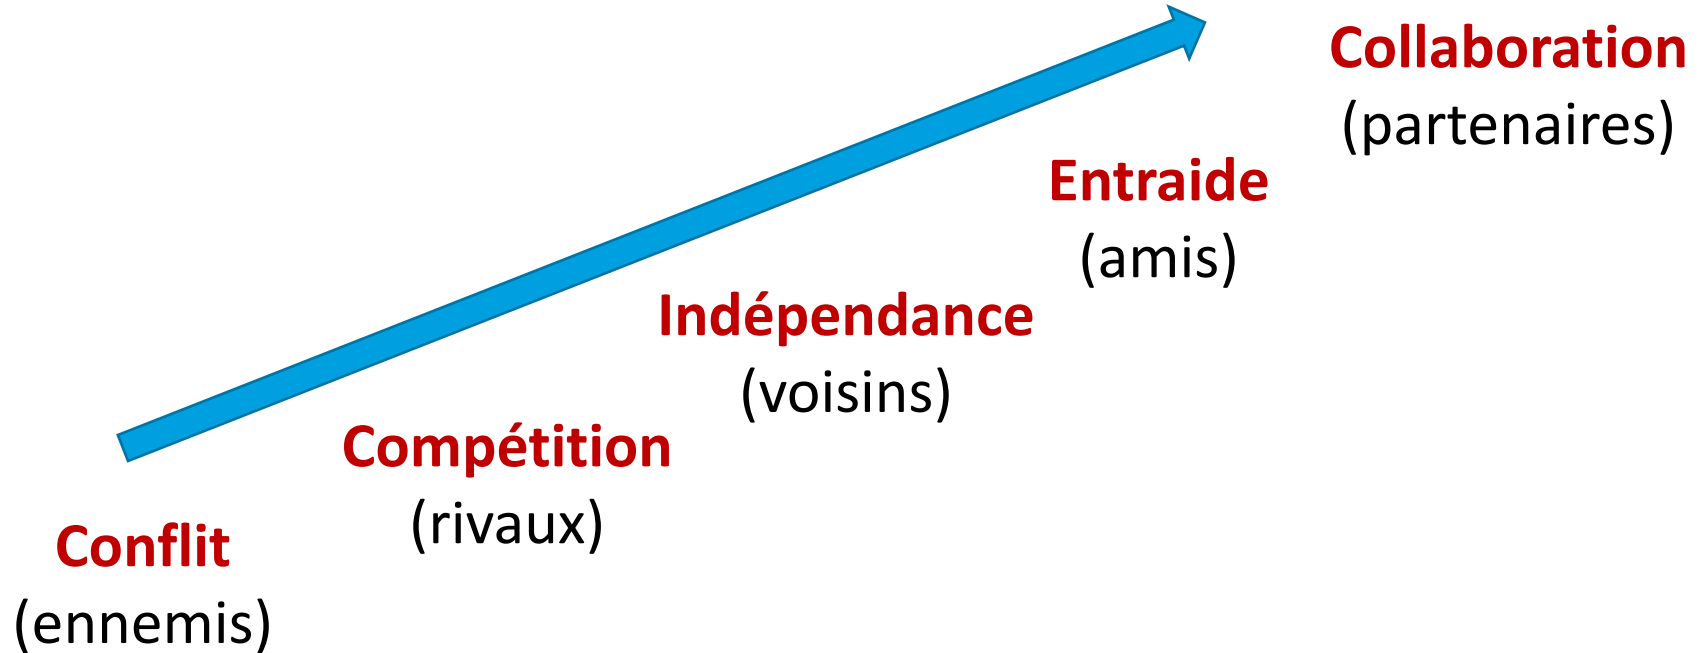 Collaboration
(partenaires)
Entraide
(amis)
Indépendance
(voisins)
Compétition
(rivaux)
Conflit
(ennemis)